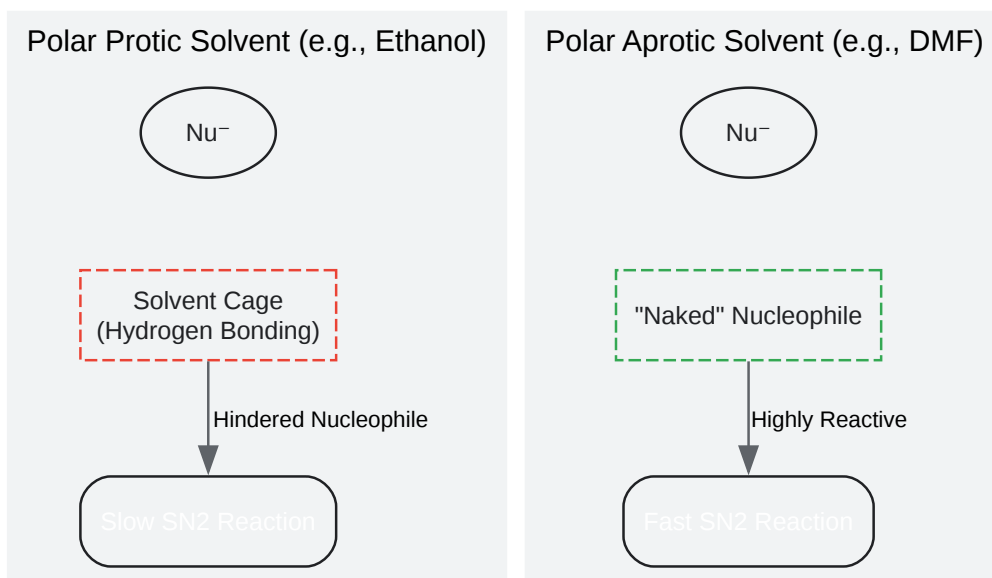 Polar Protic Solvent (e.g., Ethanol)
Nu⁻
Solvent Cage
(Hydrogen Bonding)
Hindered Nucleophile
Slow SN2 Reaction
Polar Aprotic Solvent (e.g., DMF)
Nu⁻
"Naked" Nucleophile
Highly Reactive
Fast SN2 Reaction